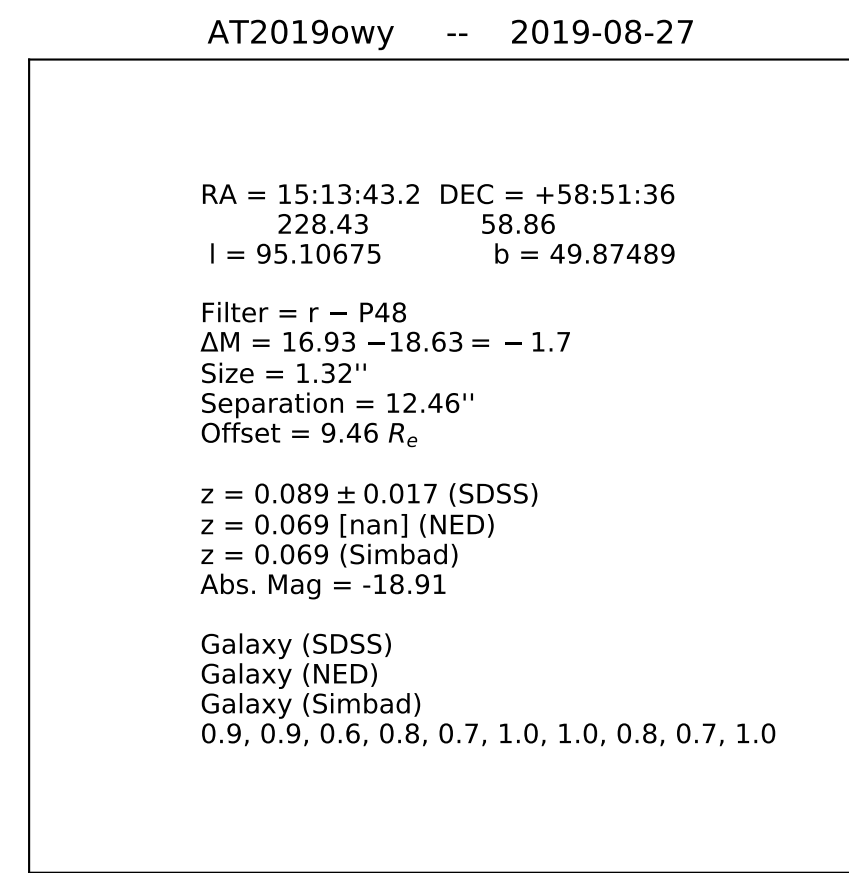 AT2019owy -- 2019-08-27
RA = 15:13:43.2 DEC = +58:51:36
228.43 58.86
l = 95.10675 b = 49.87489
Filter = r − P48
ΔM = 16.93 −18.63 = − 1.7
Size = 1.32''
Separation = 12.46''
Offset = 9.46 Rₑ
z = 0.089 ± 0.017 (SDSS)
z = 0.069 [nan] (NED)
z = 0.069 (Simbad)
Abs. Mag = -18.91
Galaxy (SDSS)
Galaxy (NED)
Galaxy (Simbad)
0.9, 0.9, 0.6, 0.8, 0.7, 1.0, 1.0, 0.8, 0.7, 1.0